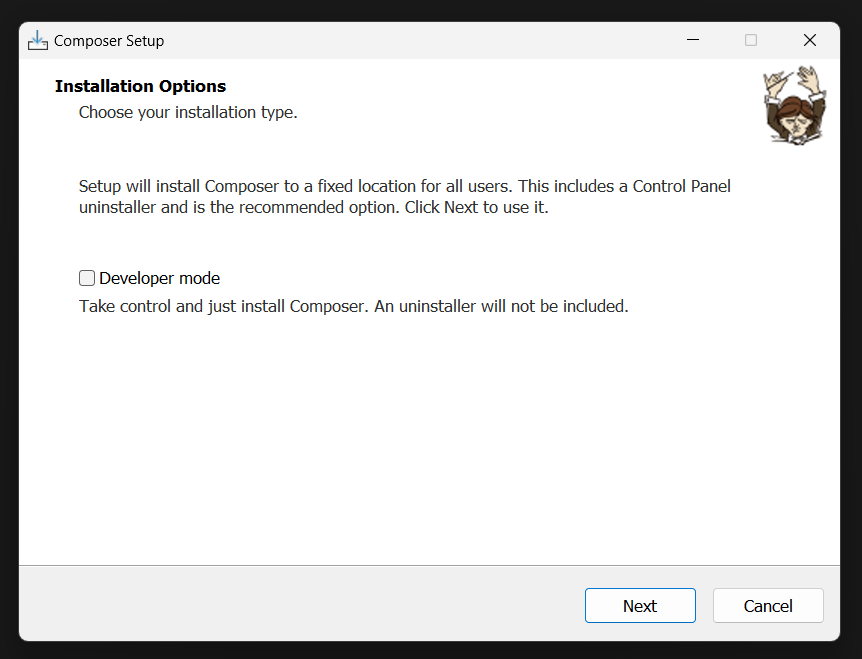 Composer Setup
Installation Options
Choose your installation type.
Setup will install Composer to a fixed location for all users. This includes a Control Panel
uninstaller and is the recommended option. Click Next to use it.
Developer mode
Take control and just install Composer. An uninstaller will not be included.
Next
Cancel